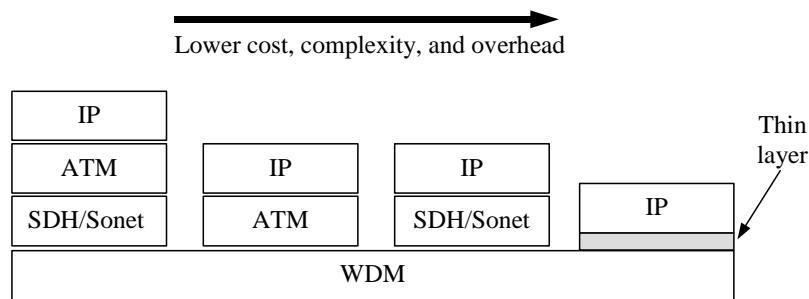 Lower cost, complexity, and overhead
IP
Thin
layer
ATM
IP
IP
SDH/Sonet
ATM
SDH/Sonet
IP
WDM